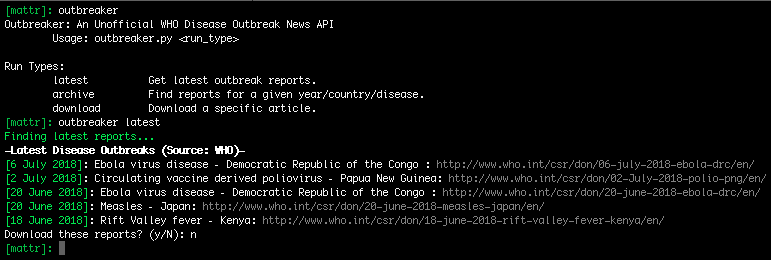 [mattr]: outbreaker
Outbreaker: An Unofficial WHO Disease Outbreak News API
Usage: outbreaker.py <run_type>
Run Types:
latest Get latest outbreak reports.
archive Find reports for a given year/country/disease.
download Download a specific article.
[mattr]: outbreaker latest
Finding latest reports...
—Latest Disease Outbreaks (Source: WHO)—
[6 July 2018]: Ebola virus disease - Democratic Republic of the Congo : http://www.who.int/csr/don/06-july-2018-ebola-drc/en/
[2 July 2018]: Circulating vaccine derived poliovirus - Papua New Guinea: http://www.who.int/csr/don/02-July-2018-polio-png/en/
[20 June 2018]: Ebola virus disease - Democratic Republic of the Congo : http://www.who.int/csr/don/20-june-2018-ebola-drc/en/
[20 June 2018]: Measles - Japan: http://www.who.int/csr/don/20-june-2018-measles-japan/en/
[18 June 2018]: Rift Valley fever - Kenya: http://www.who.int/csr/don/18-june-2018-rift-valley-fever-kenya/en/
Download these reports? (y/N): n
[mattr]: